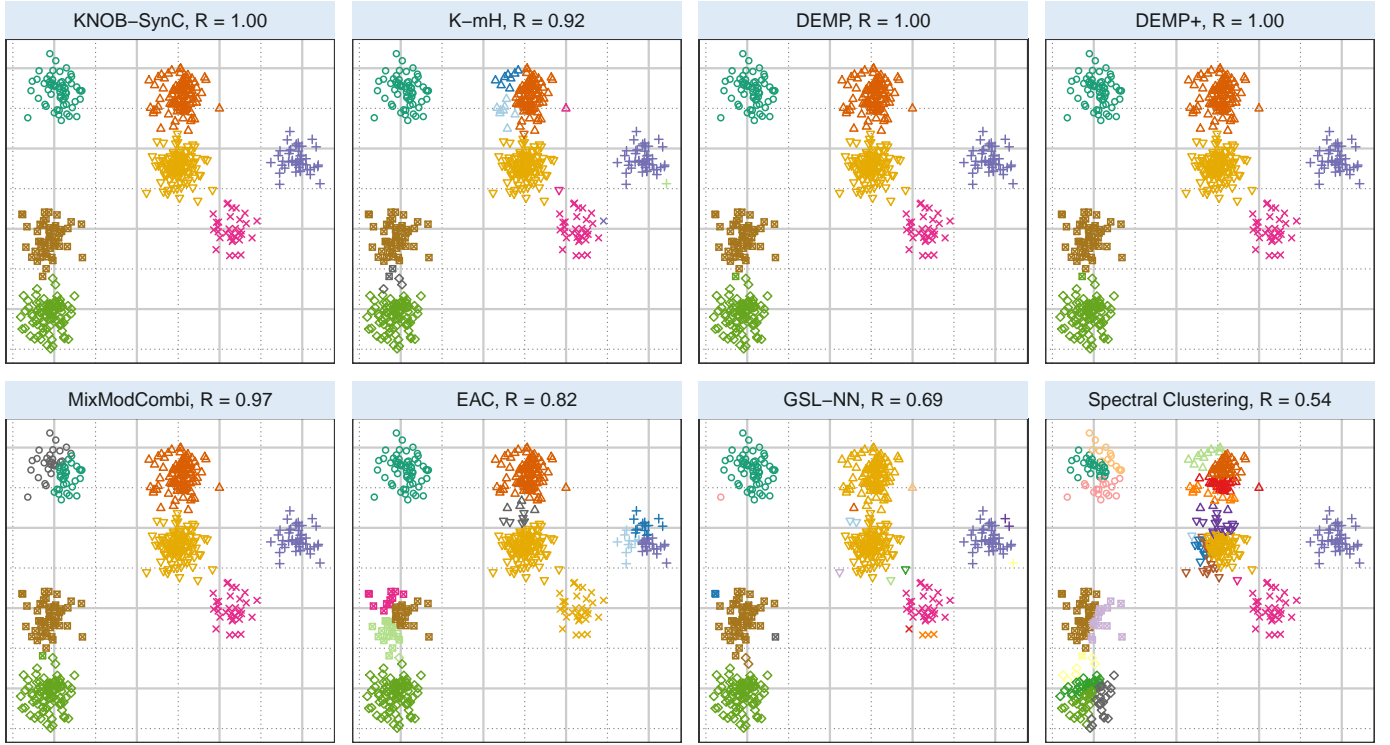 KNOB−SynC, R = 1.00
K−mH, R = 0.92
DEMP, R = 1.00
DEMP+, R = 1.00
MixModCombi, R = 0.97
EAC, R = 0.82
GSL−NN, R = 0.69
Spectral Clustering, R = 0.54